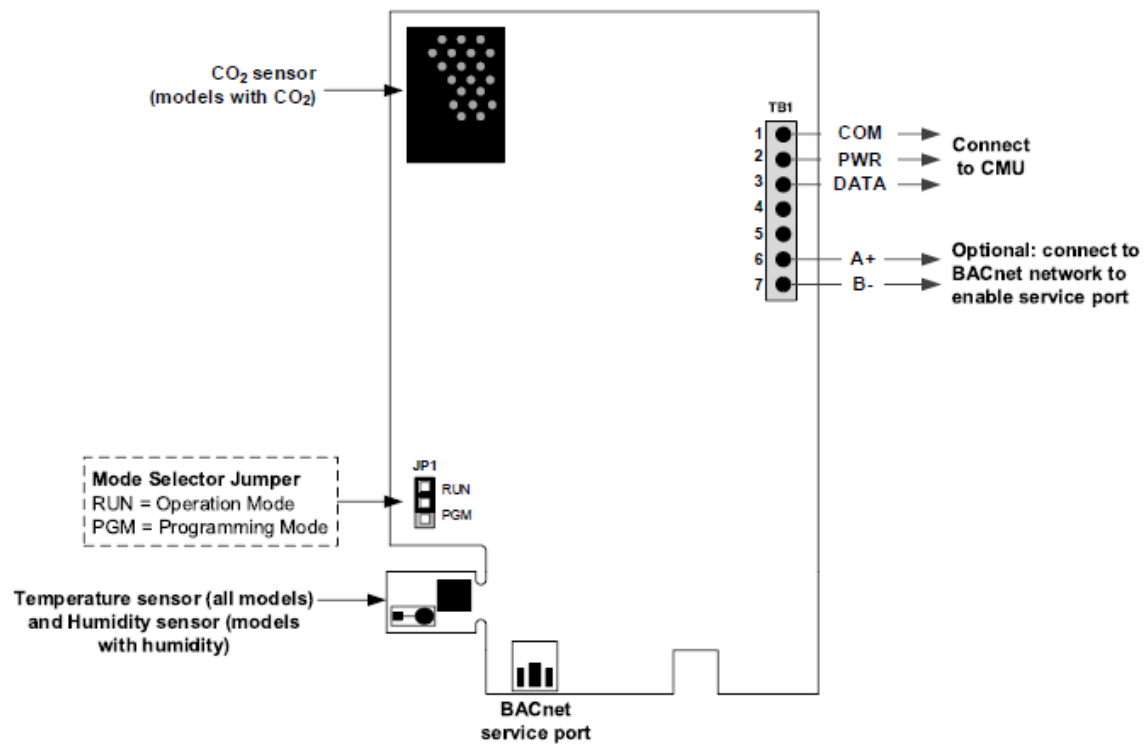 CO2 sensor
(models with CO2)
TB1
1
COM
2
PWR
3
DATA
4
5
6
A+
7
B-
Connect
to CMU
Optional: connect to
BACnet network to
enable service port
JP1
RUN
PGM
Mode Selector Jumper
RUN = Operation Mode
PGM = Programming Mode
Temperature sensor (all models)
and Humidity sensor (models
with humidity)
BACnet
service port